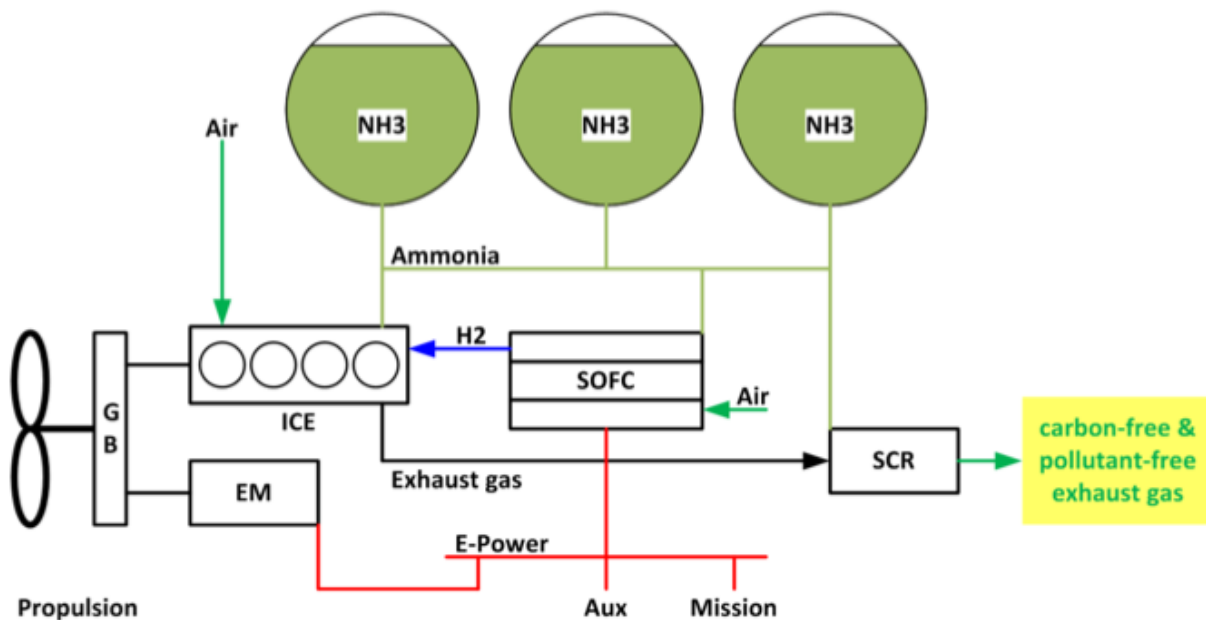 NH3
NH3
NH3
Air
Ammonia
H2
SOFC
Air
G
B
ICE
carbon-free &
pollutant-free
exhaust gas
SCR
Exhaust gas
EM
E-Power
Propulsion
Aux
Mission